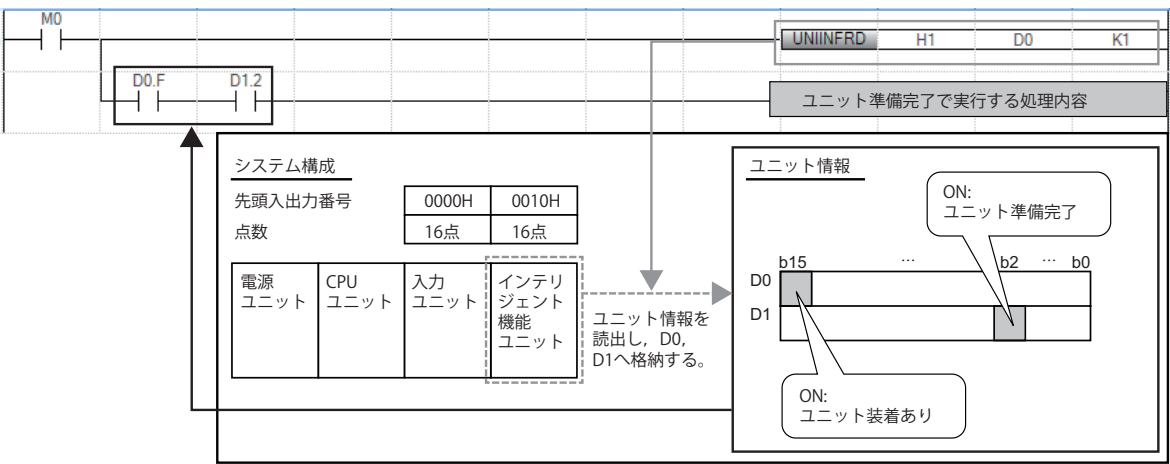 M0
UNIINFRD H1 D0 K1
D0.F D1.2
ユニット準備完了で実行する処理内容
システム構成
先頭入出力番号 0000H 0010H
点数 16点 16点
電源
ユニット
CPU
ユニット
入力
ユニット
インテリ
ジェント
機能
ユニット
ユニット情報を
読出し，D0,
D1へ格納する。
ユニット情報
ON:
ユニット準備完了
b15 … b2 … b0
D0
D1
ON:
ユニット装着あり